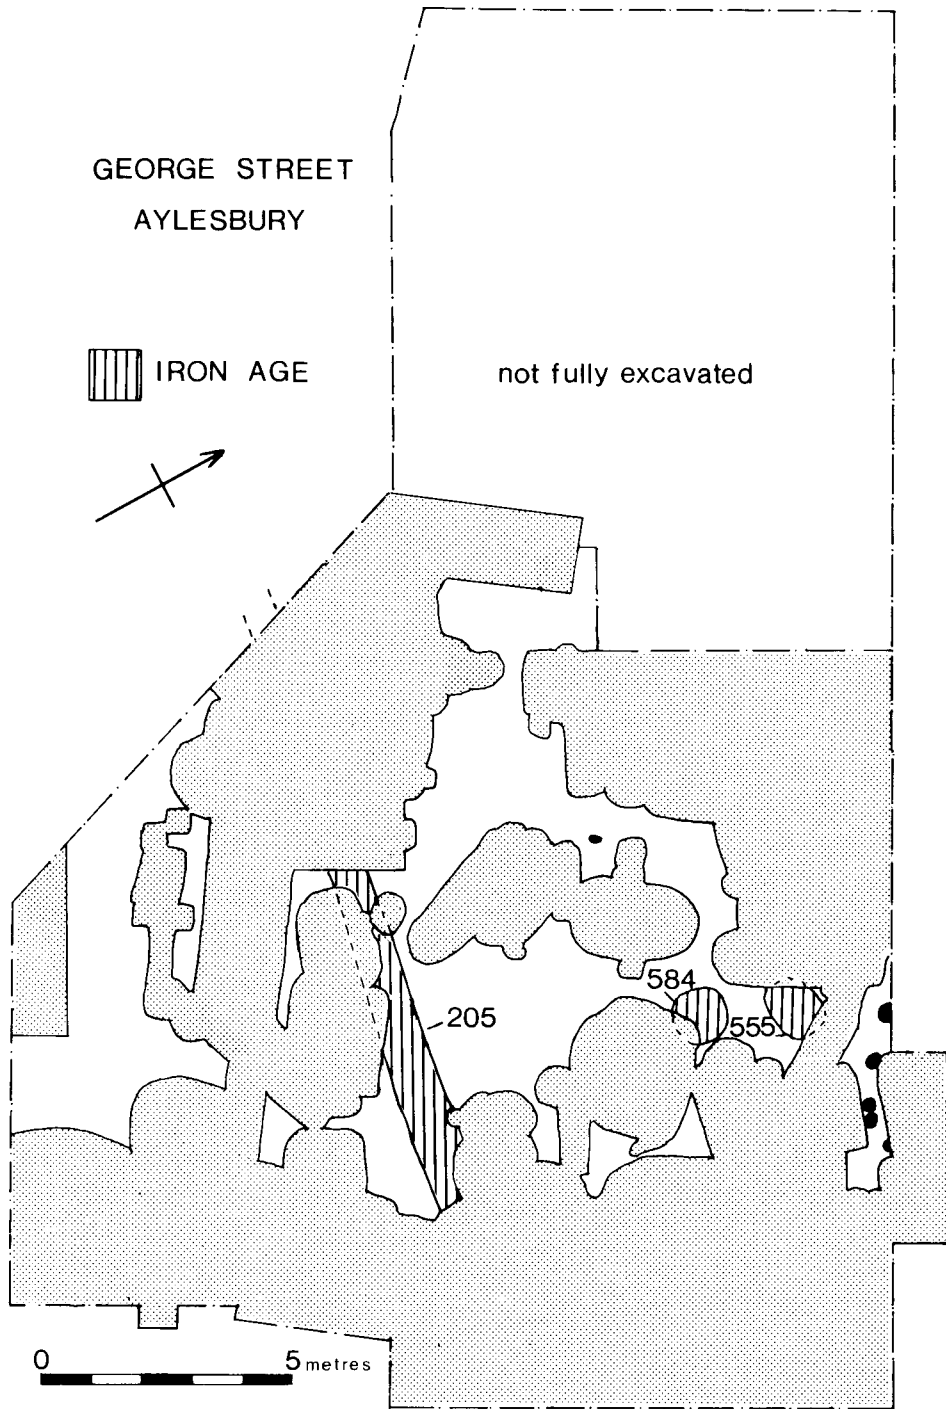 GEORGE STREET
AYLESBURY
IRON AGE
not fully excavated
584
555
205
0 5 metres